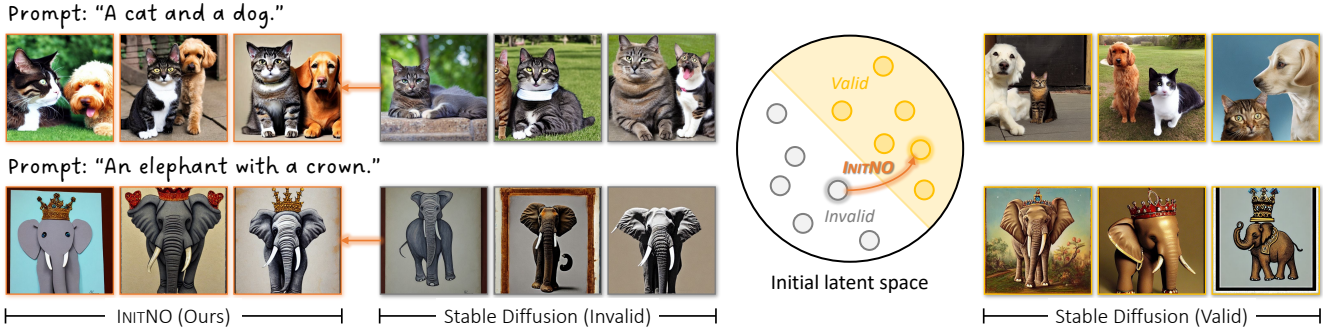 Prompt: “A cat and a dog.”
Valid
INITNO
Invalid
Prompt: “An elephant with a crown.”
Initial latent space
INITNO (Ours)
Stable Diffusion (Invalid)
Stable Diffusion (Valid)